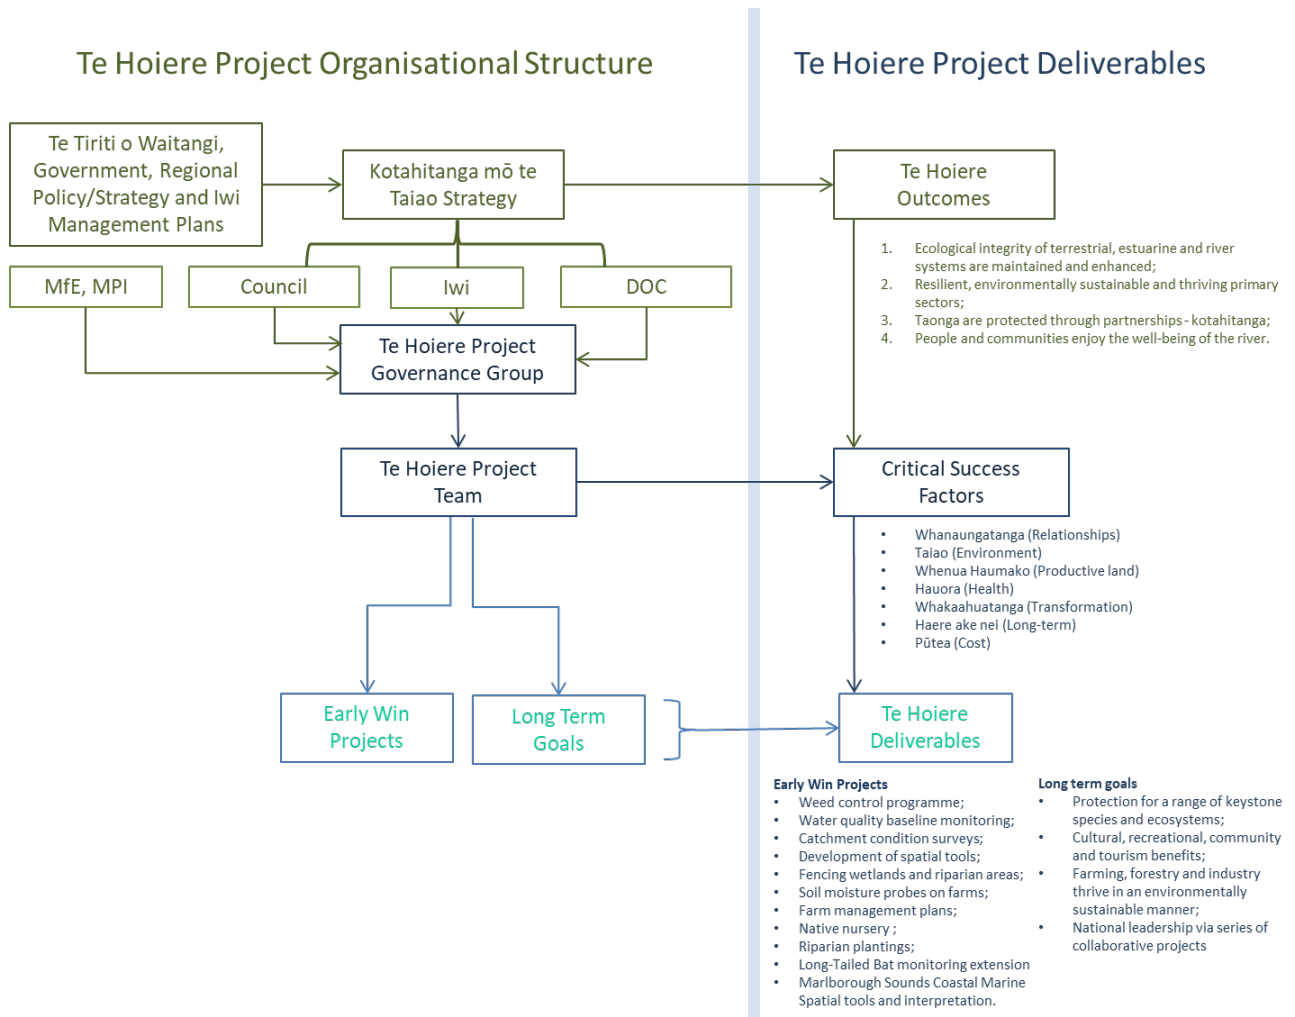 Te Hoiere Project Organisational Structure
Te Tiriti o Waitangi,
Government, Regional
Policy/Strategy and Iwi
Management Plans
Kotahitanga mō te
Taiao Strategy
MfE, MPI
Council
Iwi
DOC
Te Hoiere Project
Governance Group
Te Hoiere Project
Team
Early Win
Projects
Long Term
Goals
Te Hoiere Project Deliverables
Te Hoiere
Outcomes
1. Ecological integrity of terrestrial, estuarine and river
systems are maintained and enhanced;
2. Resilient, environmentally sustainable and thriving primary
sectors;
3. Taonga are protected through partnerships - kotahitanga;
4. People and communities enjoy the well-being of the river.
Critical Success
Factors
• Whanaungatanga (Relationships)
• Taiao (Environment)
• Whenua Haumako (Productive land)
• Hauora (Health)
• Whakaahuatanga (Transformation)
• Haere ake nei (Long-term)
• Pūtea (Cost)
Te Hoiere
Deliverables
Early Win Projects
• Weed control programme;
• Water quality baseline monitoring;
• Catchment condition surveys;
• Development of spatial tools;
• Fencing wetlands and riparian areas;
• Soil moisture probes on farms;
• Farm management plans;
• Native nursery ;
• Riparian plantings;
• Long-Tailed Bat monitoring extension
• Marlborough Sounds Coastal Marine
Spatial tools and interpretation.
Long term goals
• Protection for a range of keystone
species and ecosystems;
• Cultural, recreational, community
and tourism benefits;
• Farming, forestry and industry
thrive in an environmentally
sustainable manner;
• National leadership via series of
collaborative projects